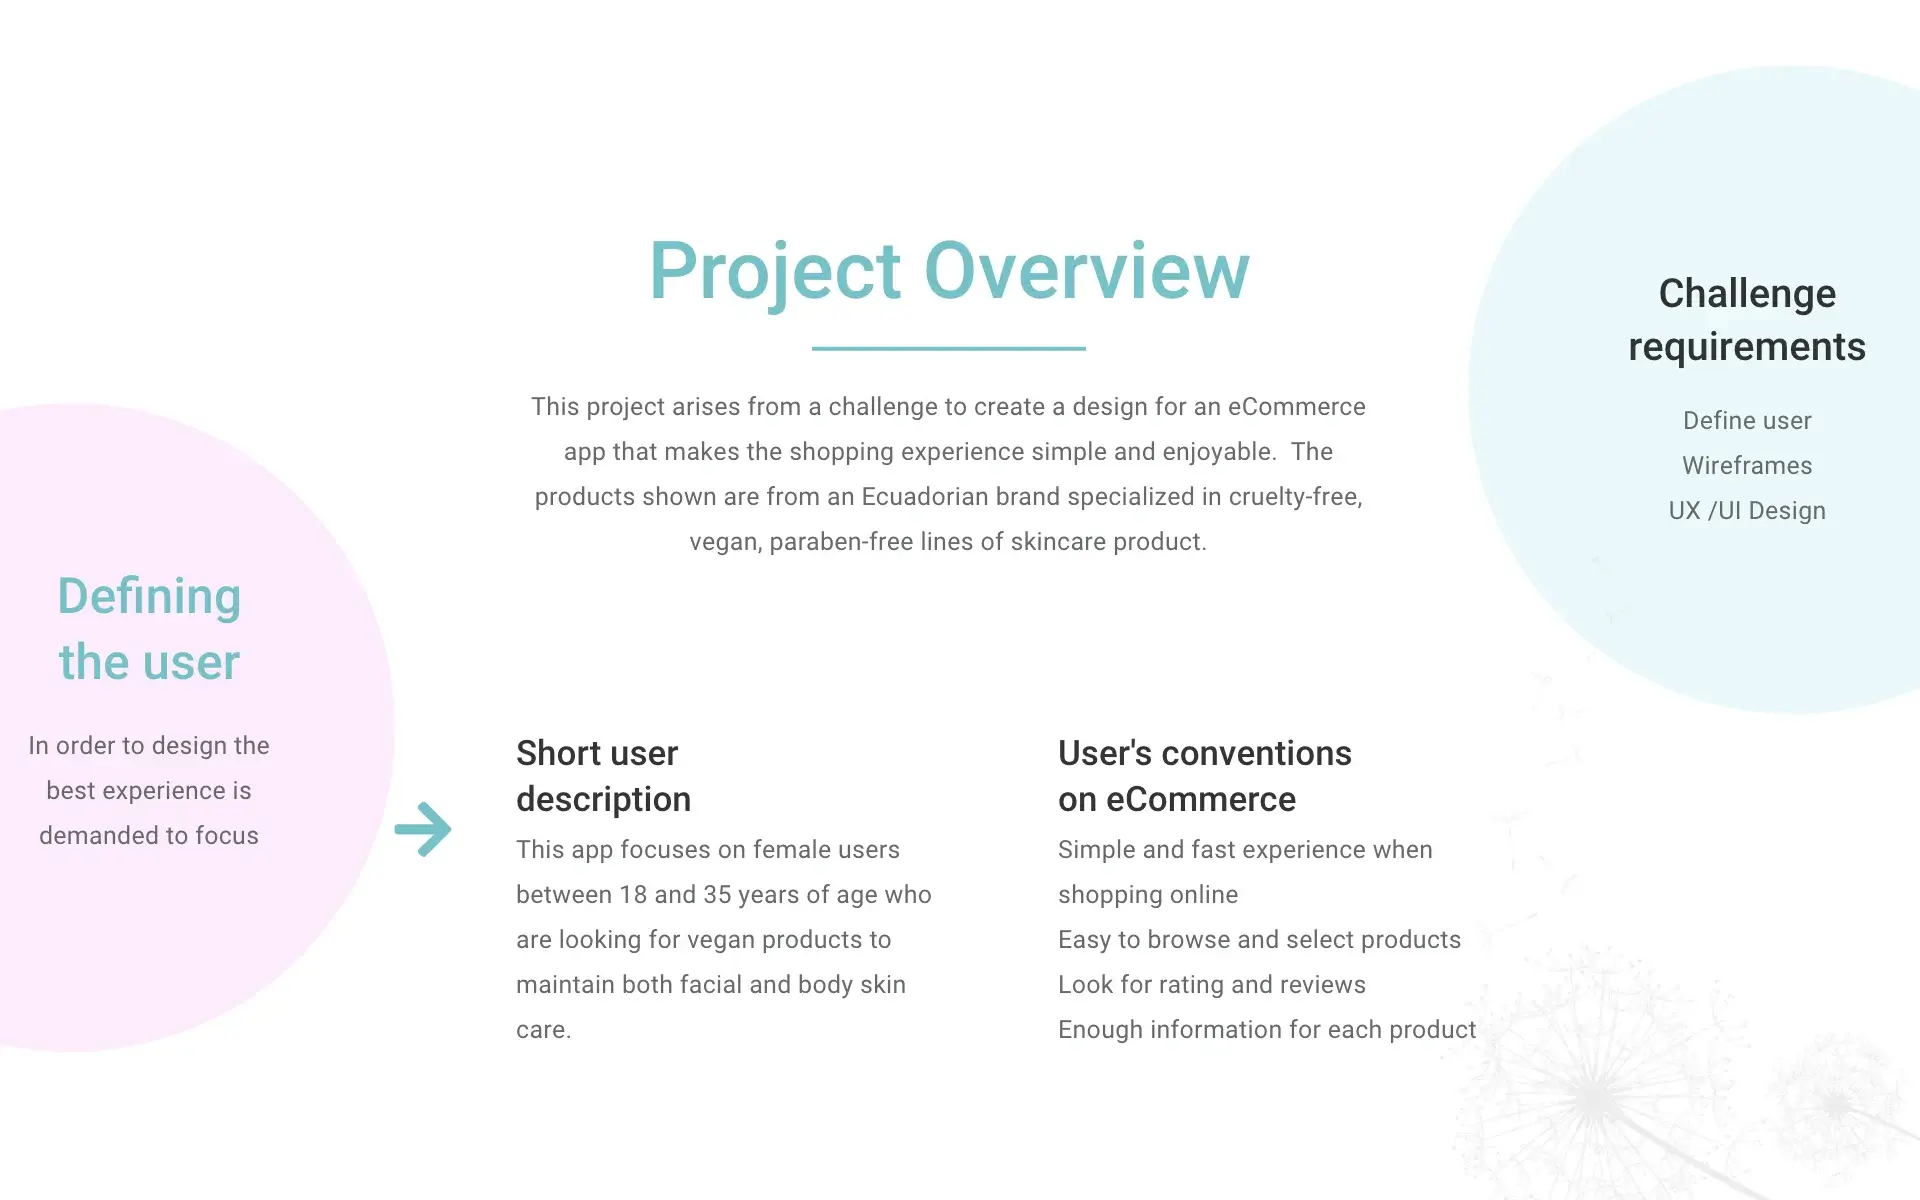 Project Overview
This project arises from a challenge to create a design for an eCommerce
app that makes the shopping experience simple and enjoyable.  The
products shown are from an Ecuadorian brand specialized in cruelty-free,
vegan, paraben-free lines of skincare product.
Challenge
requirements
Define user
Wireframes
UX /UI Design
Defining
the user
In order to design the
best experience is
demanded to focus
Short user
description
This app focuses on female users
between 18 and 35 years of age who
are looking for vegan products to
maintain both facial and body skin
care.
User's conventions
on eCommerce
Simple and fast experience when
shopping online
Easy to browse and select products
Look for rating and reviews
Enough information for each product